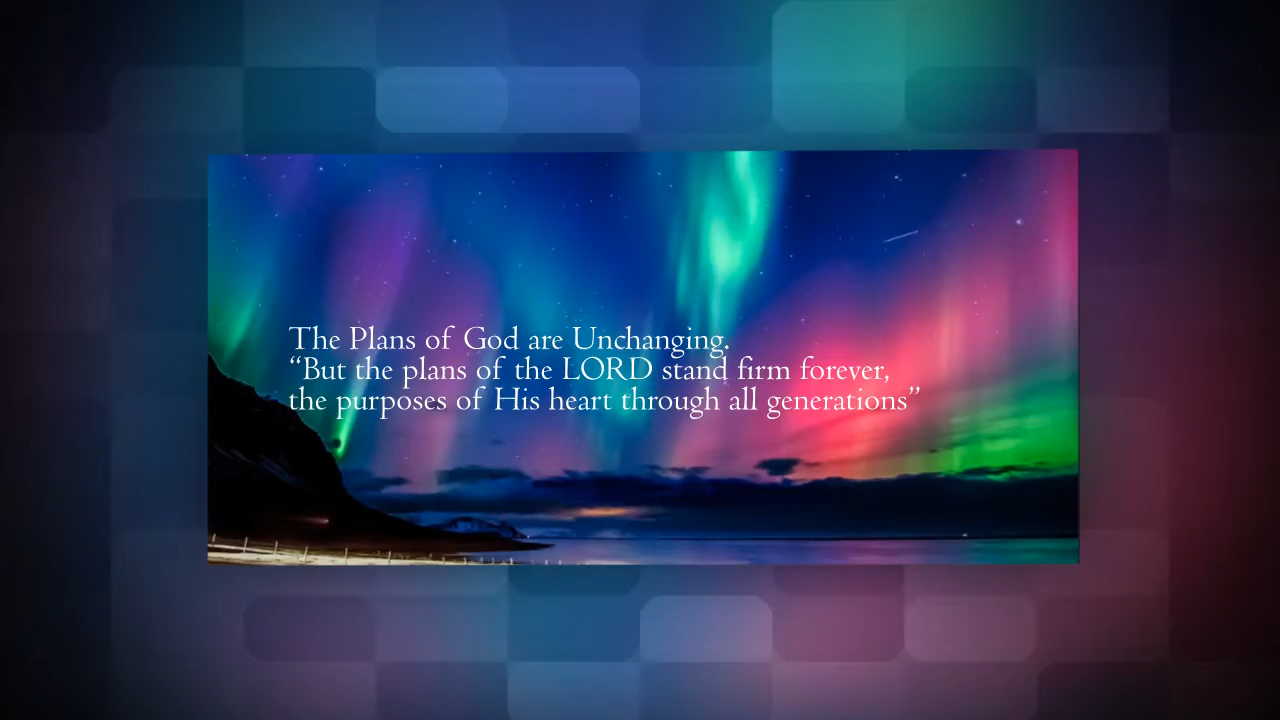 The Plans of God are Unchanging.
“But the plans of the LORD stand firm forever,
the purposes of His heart through all generations”